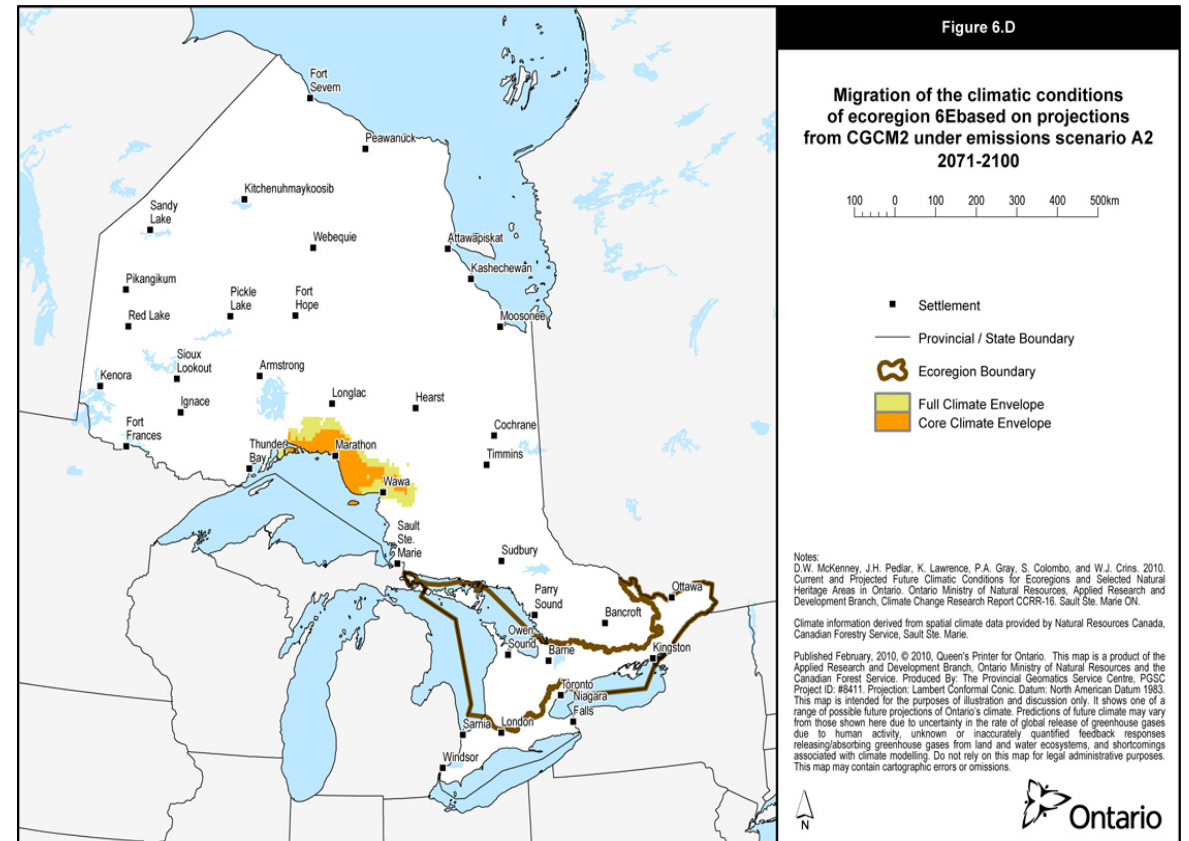 Fort
Severn
Peawanuck
Kitchenuhmaykoosib
Sandy
Lake
Webequie
Attawapiskat
Kashechewan
Pikangikum
Pickle
Lake
Fort
Hope
Red Lake
Moosonee
Sioux
Lookout
Armstrong
Kenora
Longlac
Hearst
Ignace
Fort
Frances
Cochrane
Thunder
Bay
Marathon
Timmins
Wawa
Sault
Ste.
Marie
Sudbury
Parry
Sound
Ottawa
Bancroft
Owen
Sound
Barrie
Kingston
Toronto
Niagara
Falls
Sarnia
London
Windsor
Figure 6.D
Migration of the climatic conditions
of ecoregion 6Ebased on projections
from CGCM2 under emissions scenario A2
2071-2100
100 0 100 200 300 400 500km
Settlement
Provincial / State Boundary
Ecoregion Boundary
Full Climate Envelope
Core Climate Envelope
Notes:
D.W. McKenney, J.H. Pedlar, K. Lawrence, P.A. Gray, S. Colombo, and W.J. Crins. 2010.
Current and Projected Future Climatic Conditions for Ecoregions and Selected Natural
Heritage Areas in Ontario. Ontario Ministry of Natural Resources, Applied Research and
Development Branch, Climate Change Research Report CCRR-16. Sault Ste. Marie ON.
Climate information derived from spatial climate data provided by Natural Resources Canada,
Canadian Forestry Service, Sault Ste. Marie.
Published February, 2010, © 2010, Queen's Printer for Ontario. This map is a product of the
Applied Research and Development Branch, Ontario Ministry of Natural Resources and the
Canadian Forest Service. Produced By: The Provincial Geomatics Service Centre, PGSC
Project ID: #8411. Projection: Lambert Conformal Conic. Datum: North American Datum 1983.
This map is intended for the purposes of illustration and discussion only. It shows one of a
range of possible future projections of Ontario's climate. Predictions of future climate may vary
from those shown here due to uncertainty in the rate of global release of greenhouse gases
due to human activity, unknown or inaccurately quantified feedback responses
releasing/absorbing greenhouse gases from land and water ecosystems, and shortcomings
associated with climate modelling. Do not rely on this map for legal administrative purposes.
This map may contain cartographic errors or omissions.
N
Ontario